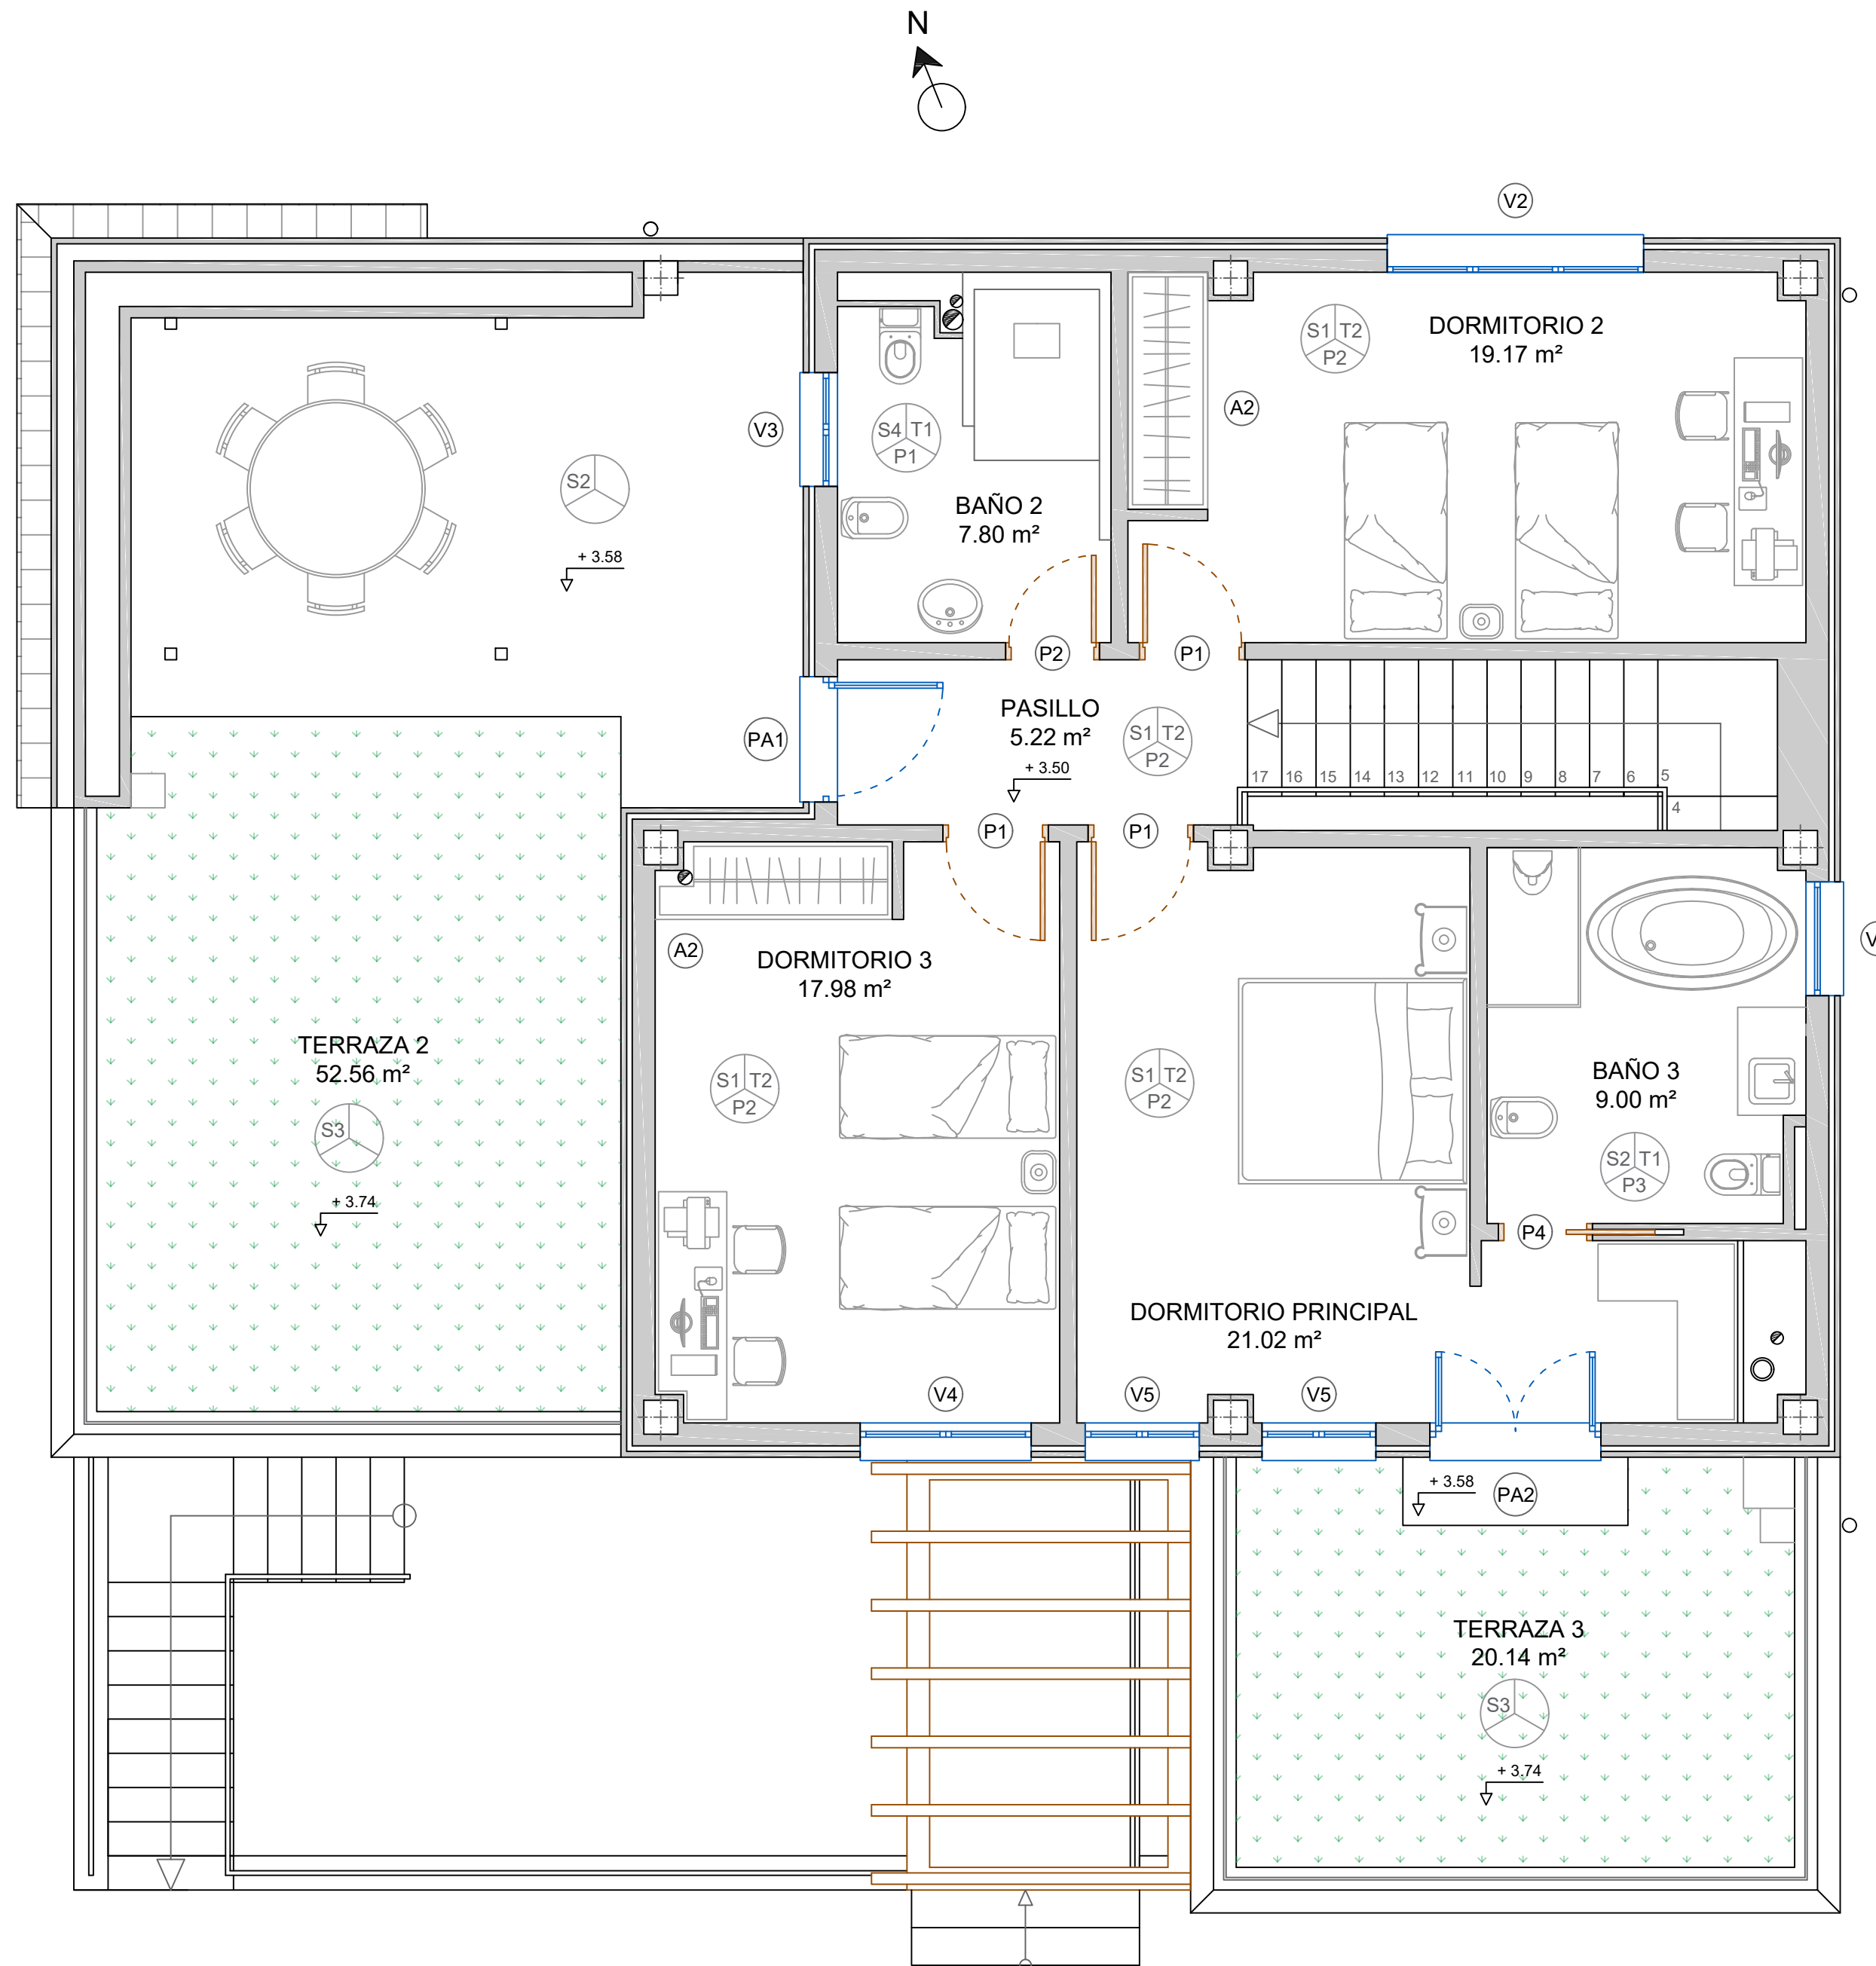 N
V2
DORMITORIO 2
19.17 m²
S1 T2
P2
A2
V3
S4 T1
P1
BAÑO 2
7.80 m²
S2
+ 3.58
P2
P1
PASILLO
5.22 m²
+ 3.50
S1 T2
P2
PA1
17 16 15 14 13 12 11 10 9 8 7 6 5
4
P1
P1
A2
DORMITORIO 3
17.98 m²
S1 T2
P2
TERRAZA 2
52.56 m²
S3
+ 3.74
S1 T2
P2
BAÑO 3
9.00 m²
S2 T1
P3
P4
DORMITORIO PRINCIPAL
21.02 m²
V4
V5
V5
+ 3.58
PA2
TERRAZA 3
20.14 m²
S3
+ 3.74